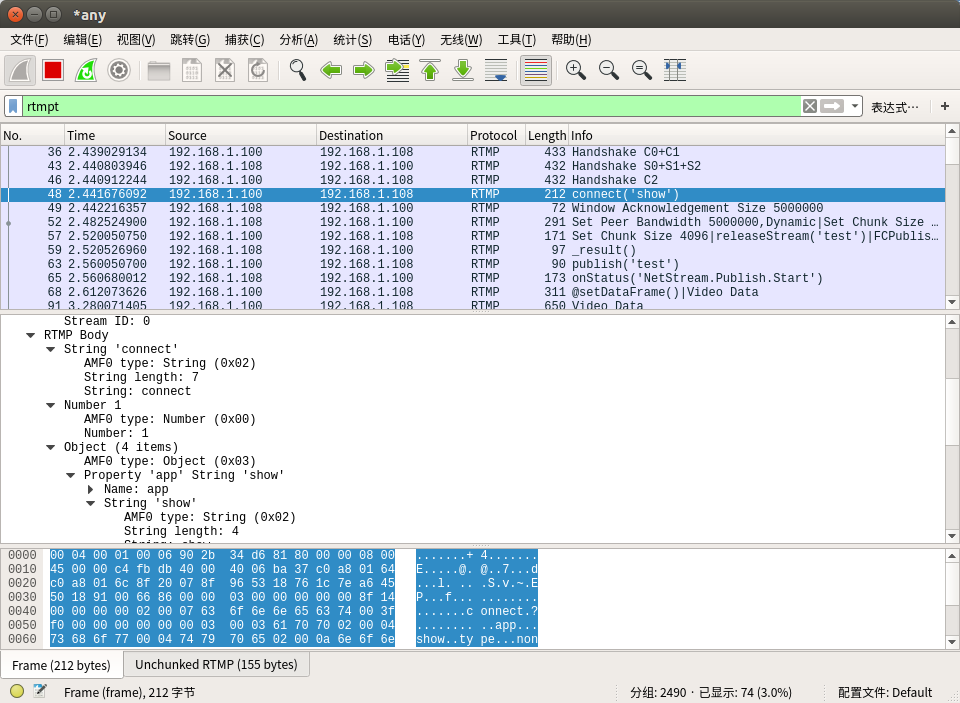 *any
文件(F) 编辑(E) 视图(V) 跳转(G) 捕获(C) 分析(A) 统计(S) 电话(Y) 无线(W) 工具(T) 帮助(H)
rtmpt 表达式… +
No. Time Source Destination Protocol Length Info
36 2.439029134 192.168.1.100 192.168.1.108 RTMP 433 Handshake C0+C1
43 2.440803946 192.168.1.108 192.168.1.100 RTMP 432 Handshake S0+S1+S2
46 2.440912244 192.168.1.100 192.168.1.108 RTMP 432 Handshake C2
48 2.441676092 192.168.1.100 192.168.1.108 RTMP 212 connect('show')
49 2.442216357 192.168.1.108 192.168.1.100 RTMP 72 Window Acknowledgement Size 5000000
52 2.482524900 192.168.1.108 192.168.1.100 RTMP 291 Set Peer Bandwidth 5000000,Dynamic|Set Chunk Size …
57 2.520050750 192.168.1.100 192.168.1.108 RTMP 171 Set Chunk Size 4096|releaseStream('test')|FCPublis…
59 2.520526960 192.168.1.108 192.168.1.100 RTMP 97 _result()
63 2.560050700 192.168.1.100 192.168.1.108 RTMP 90 publish('test')
65 2.560680012 192.168.1.108 192.168.1.100 RTMP 173 onStatus('NetStream.Publish.Start')
68 2.612073626 192.168.1.100 192.168.1.108 RTMP 311 @setDataFrame()|Video Data
91 3.280071405 192.168.1.100 192.168.1.108 RTMP 650 Video Data
Stream ID: 0
RTMP Body
String 'connect'
AMF0 type: String (0x02)
String length: 7
String: connect
Number 1
AMF0 type: Number (0x00)
Number: 1
Object (4 items)
AMF0 type: Object (0x03)
Property 'app' String 'show'
Name: app
String 'show'
AMF0 type: String (0x02)
String length: 4
String: show
0000 00 04 00 01 00 06 90 2b 34 d6 81 80 00 00 08 00 .......+ 4.......
0010 45 00 00 c4 fb db 40 00 40 06 ba 37 c0 a8 01 64 E.....@. @..7...d
0020 c0 a8 01 6c 8f 20 07 8f 96 53 18 76 1c 7e a6 45 ...l. .. .S.v.~.E
0030 50 18 91 00 66 86 00 00 03 00 00 00 00 00 8f 14 P...f... ........
0040 00 00 00 00 02 00 07 63 6f 6e 6e 65 63 74 00 3f .......c onnect.?
0050 f0 00 00 00 00 00 00 03 00 03 61 70 70 02 00 04 ........ ..app...
0060 73 68 6f 77 00 04 74 79 70 65 02 00 0a 6e 6f 6e show..ty pe...non
Frame (212 bytes) Unchunked RTMP (155 bytes)
Frame (frame), 212 字节 分组: 2490 · 已显示: 74 (3.0%) 配置文件: Default